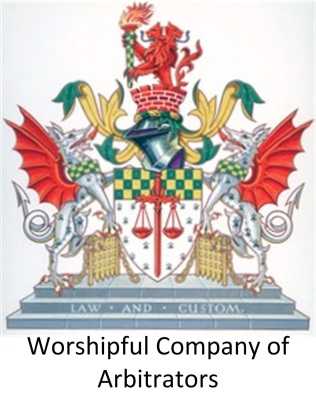 LAW · AND · CUSTOM.
Worshipful Company of
Arbitrators